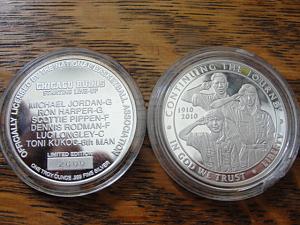 OFFICIALLY LICENSED BY THE NATIONAL BASKETBALL ASSOCIATION
CHICAGO BULLS
STARTING LINE-UP
MICHAEL JORDAN-G
RON HARPER-G
SCOTTIE PIPPEN-F
DENNIS RODMAN-F
LUC LONGLEY-C
TONI KUKOC-6th MAN
LIMITED EDITION
ONE TROY OUNCE .999 FINE SILVER
CONTINUING THE JOURNEY
1910
2010
IN GOD WE TRUST
LIBERTY